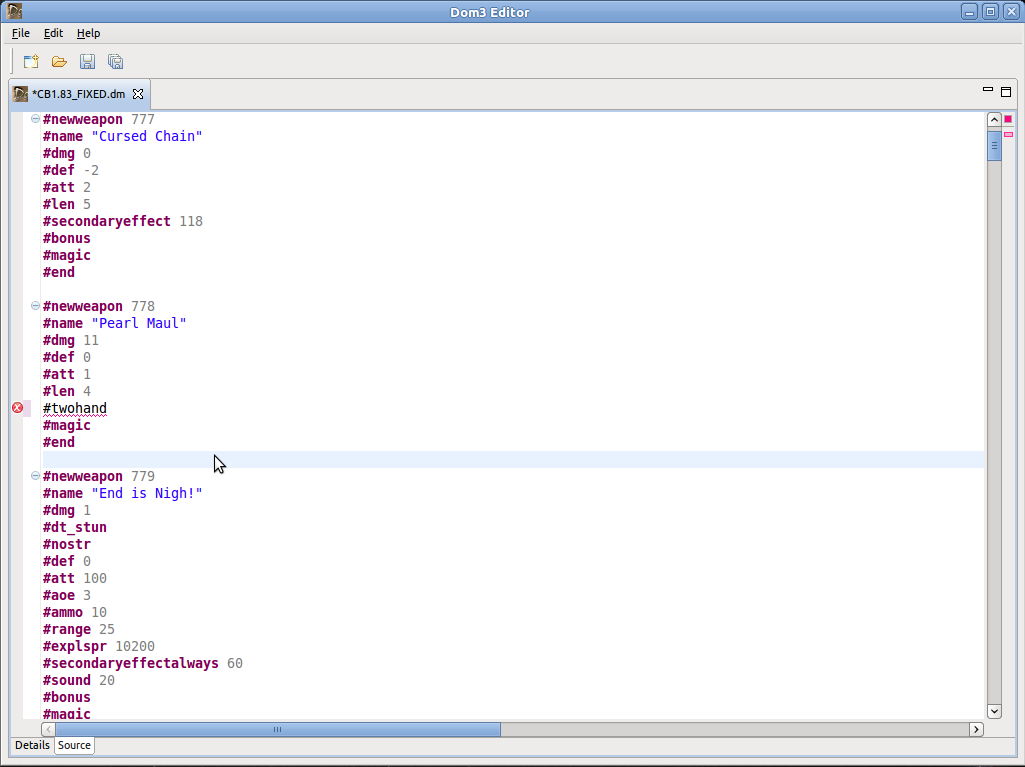 Dom3 Editor
File Edit Help
*CB1.83_FIXED.dm
#newweapon 777
#name "Cursed Chain"
#dmg 0
#def -2
#att 2
#len 5
#secondaryeffect 118
#bonus
#magic
#end
#newweapon 778
#name "Pearl Maul"
#dmg 11
#def 0
#att 1
#len 4
#twohand
#magic
#end
#newweapon 779
#name "End is Nigh!"
#dmg 1
#dt_stun
#nostr
#def 0
#att 100
#aoe 3
#ammo 10
#range 25
#explspr 10200
#secondaryeffectalways 60
#sound 20
#bonus
#magic
Details Source